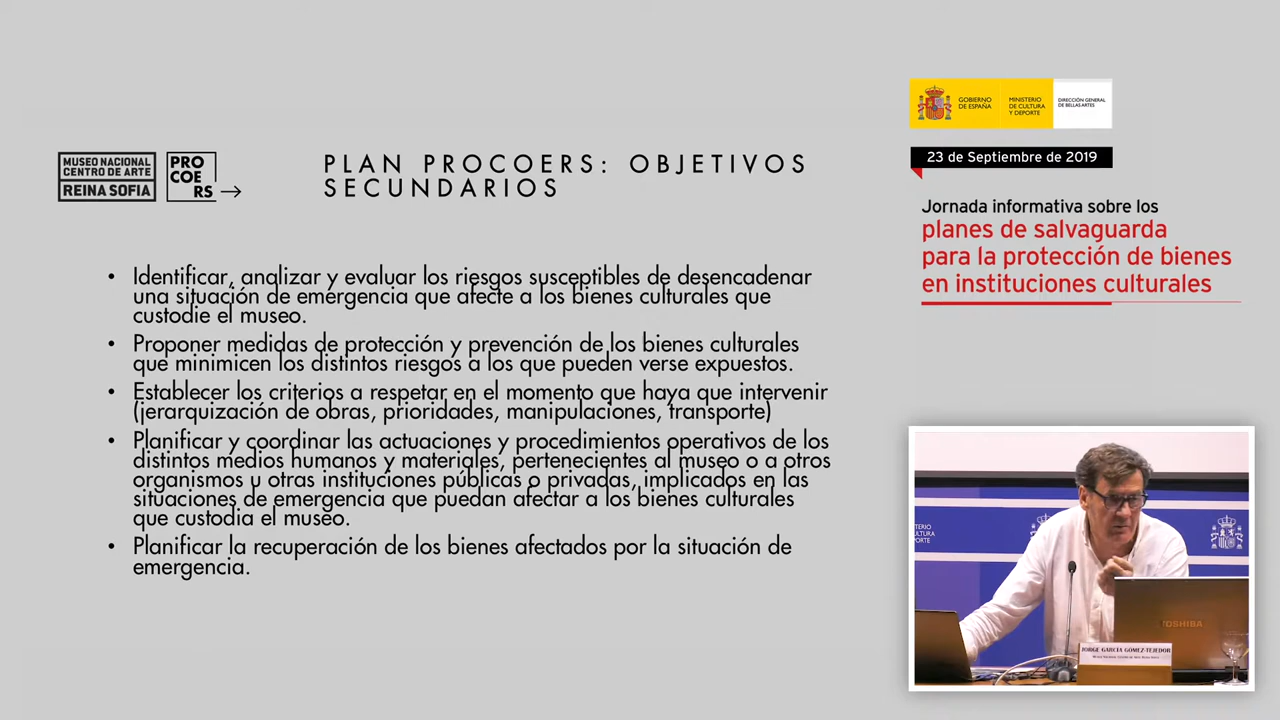 MUSEO NACIONAL
CENTRO DE ARTE
REINA SOFIA
PRO
COE
RS
PLAN PROCOERS: OBJETIVOS
SECUNDARIOS
• Identificar, analizar y evaluar los riesgos susceptibles de desencadenar
una situación de emergencia que afecte a los bienes culturales que
custodie el museo.
• Proponer medidas de protección y prevención de los bienes culturales
que minimicen los distintos riesgos a los que pueden verse expuestos.
• Establecer los criterios a respetar en el momento que haya que intervenir
(jerarquización de obras, prioridades, manipulaciones, transporte)
• Planificar y coordinar las actuaciones y procedimientos operativos de los
distintos medios humanos y materiales, pertenecientes al museo o a otros
organismos u otras instituciones públicas o privadas, implicados en las
situaciones de emergencia que puedan afectar a los bienes culturales
que custodia el museo.
• Planificar la recuperación de los bienes afectados por la situación de
emergencia.
GOBIERNO
DE ESPAÑA
MINISTERIO
DE CULTURA
Y DEPORTE
DIRECCIÓN GENERAL
DE BELLAS ARTES
23 de Septiembre de 2019
Jornada informativa sobre los
planes de salvaguarda
para la protección de bienes
en instituciones culturales
TOSHIBA
JORGE GARCÍA GÓMEZ-TEJEDOR